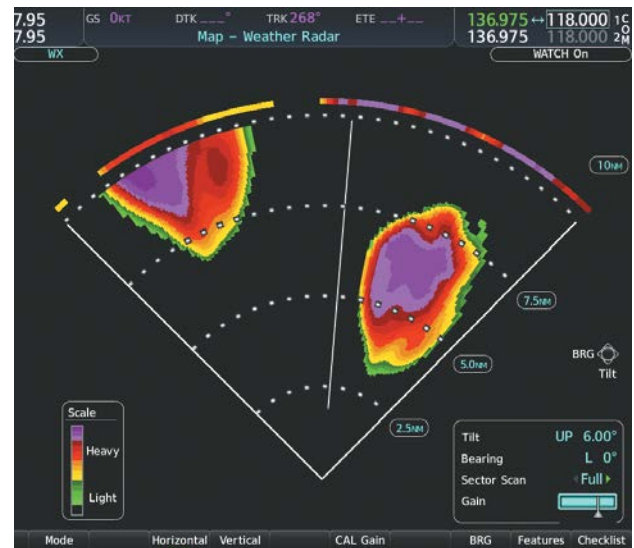 7.95 GS 0KT DTK ___° TRK 268° ETE __+__ 136.975↔118.000 1 C
7.95 Map – Weather Radar 136.975 118.000 2 O M
WX WATCH On
10NM
7.5NM
BRG
Tilt
5.0NM
Scale
Heavy
Light
2.5NM
Tilt UP 6.00°
Bearing L 0°
Sector Scan Full
Gain
Mode Horizontal Vertical CAL Gain BRG Features Checklist